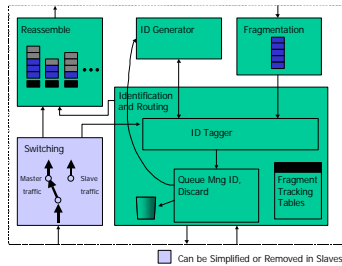 Reassemble
ID Generator
Fragmentation
Identification
and Routing
ID Tagger
Switching
Master
traffic
Slave
traffic
Queue Mng ID,
Discard
Fragment
Tracking
Tables
Can be Simplified or Removed in Slaves